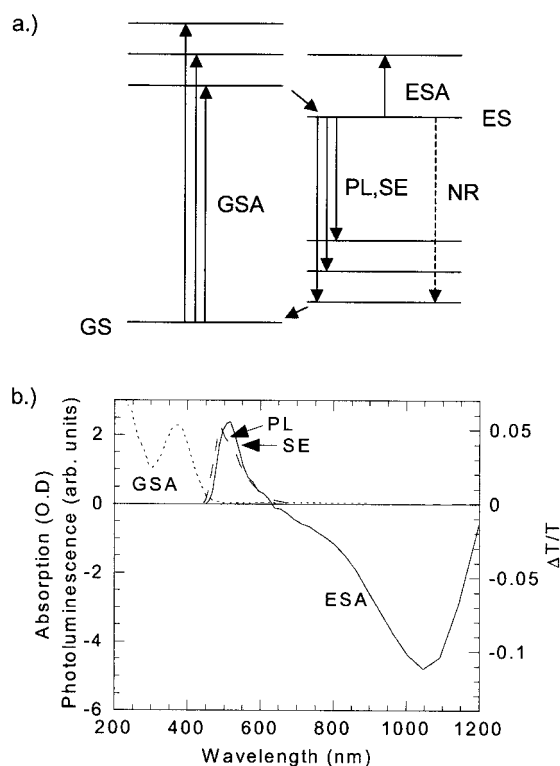 a.)
ESA
ES
GSA
PL,SE
NR
GS
b.)
Absorption (O.D)
Photoluminescence (arb. units)
2
0
-2
-4
-6
GSA
PL
SE
ESA
0.05
0
-0.05
-0.1
ΔT/T
200 400 600 800 1000 1200
Wavelength (nm)